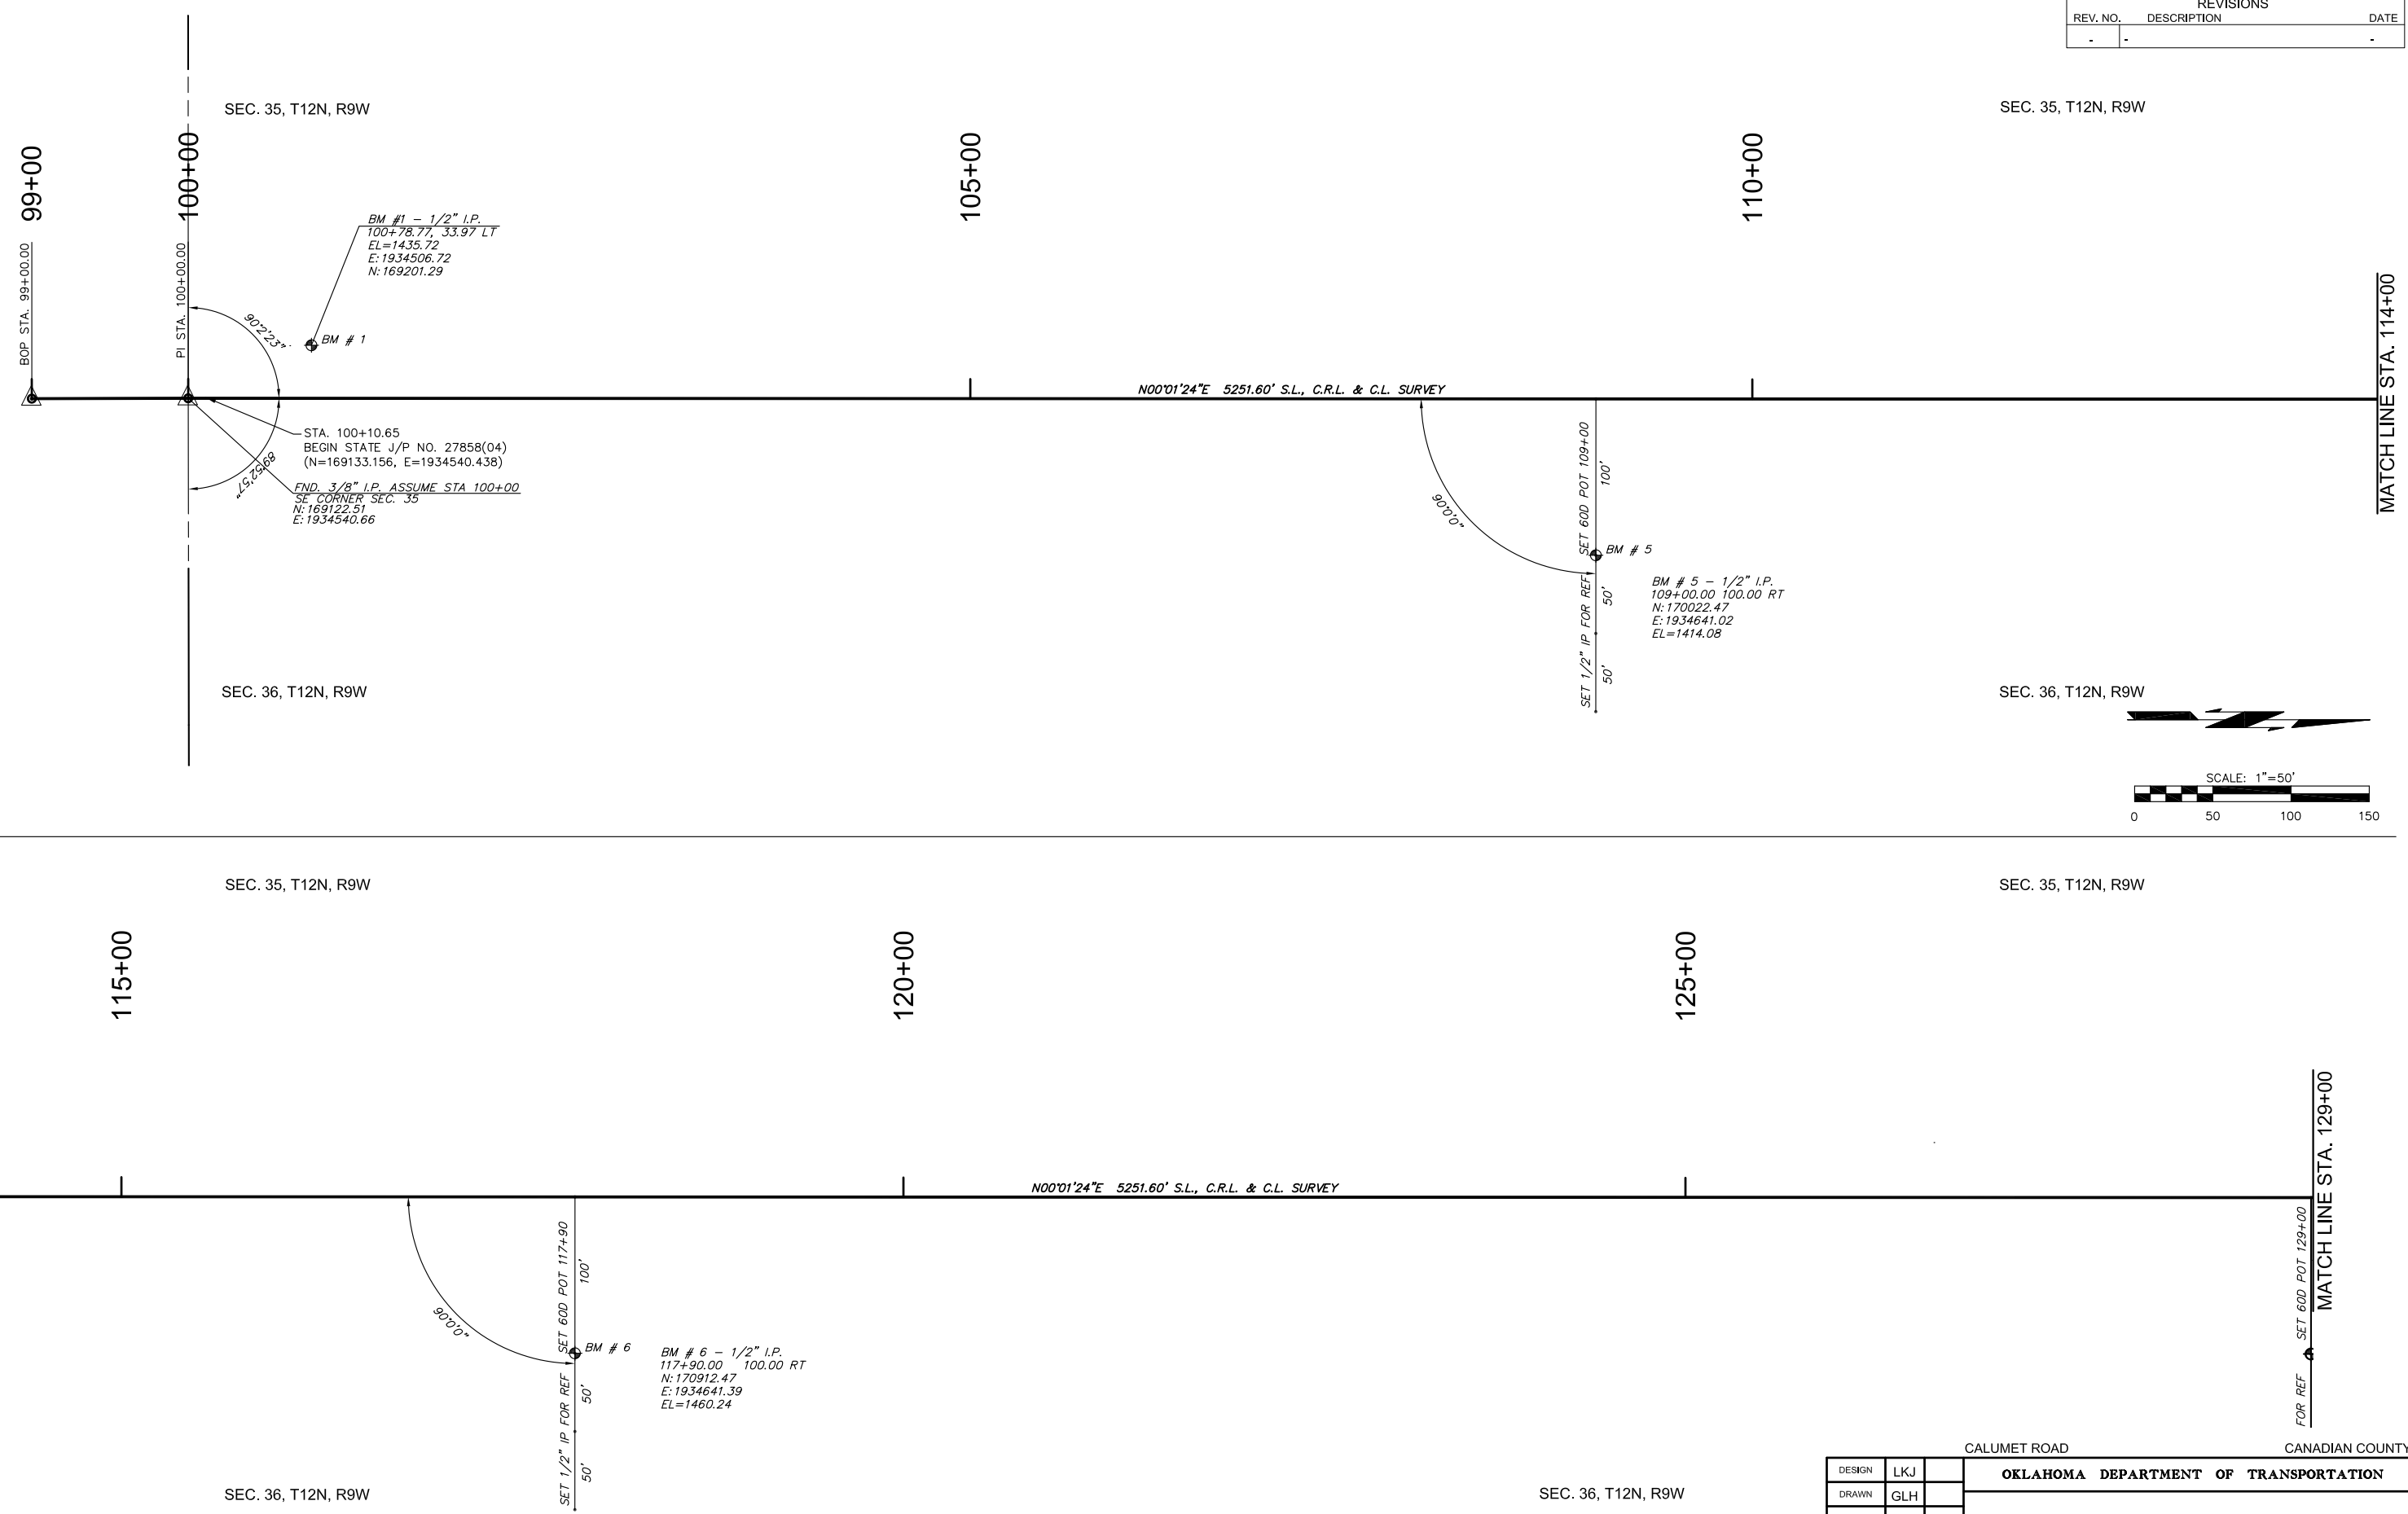 REVISIONS
REV. NO. DESCRIPTION DATE
- - -
SEC. 35, T12N, R9W
SEC. 35, T12N, R9W
99+00
100+00
105+00
110+00
BOP STA. 99+00.00
PI STA. 100+00.00
BM #1 - 1/2" I.P.
100+78.77, 33.97 LT
EL=1435.72
E:1934506.72
N:169201.29
90°2'23"
BM # 1
N00°01'24"E 5251.60' S.L., C.R.L. & C.L. SURVEY
MATCH LINE STA. 114+00
STA. 100+10.65
BEGIN STATE J/P NO. 27858(04)
(N=169133.156, E=1934540.438)
89°52'57"
FND. 3/8" I.P. ASSUME STA 100+00
SE CORNER SEC. 35
N:169122.51
E:1934540.66
90°0'0"
SET 60D POT 109+00
100'
BM # 5
SET 1/2" IP FOR REF
50'
50'
BM # 5 - 1/2" I.P.
109+00.00 100.00 RT
N:170022.47
E:1934641.02
EL=1414.08
SEC. 36, T12N, R9W
SEC. 36, T12N, R9W
SCALE: 1"=50'
0 50 100 150
SEC. 35, T12N, R9W
SEC. 35, T12N, R9W
115+00
120+00
125+00
MATCH LINE STA. 129+00
N00°01'24"E 5251.60' S.L., C.R.L. & C.L. SURVEY
90°0'0"
SET 60D POT 117+90
100'
BM # 6
SET 1/2" IP FOR REF
50'
50'
BM # 6 - 1/2" I.P.
117+90.00 100.00 RT
N:170912.47
E:1934641.39
EL=1460.24
SET 60D POT 129+00
FOR REF
SEC. 36, T12N, R9W
SEC. 36, T12N, R9W
CALUMET ROAD CANADIAN COUNTY
DESIGN LKJ
OKLAHOMA DEPARTMENT OF TRANSPORTATION
DRAWN GLH